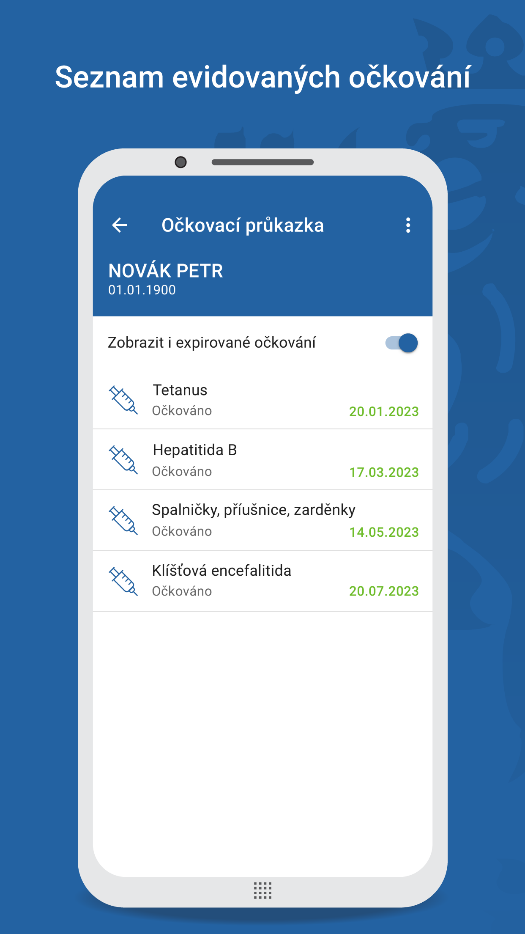 Seznam evidovaných očkování
Očkovací průkazka
NOVÁK PETR
01.01.1900
Zobrazit i expirované očkování
Tetanus
Očkováno
20.01.2023
Hepatitida B
Očkováno
17.03.2023
Spalničky, příušnice, zarděnky
Očkováno
14.05.2023
Klíšťová encefalitida
Očkováno
20.07.2023